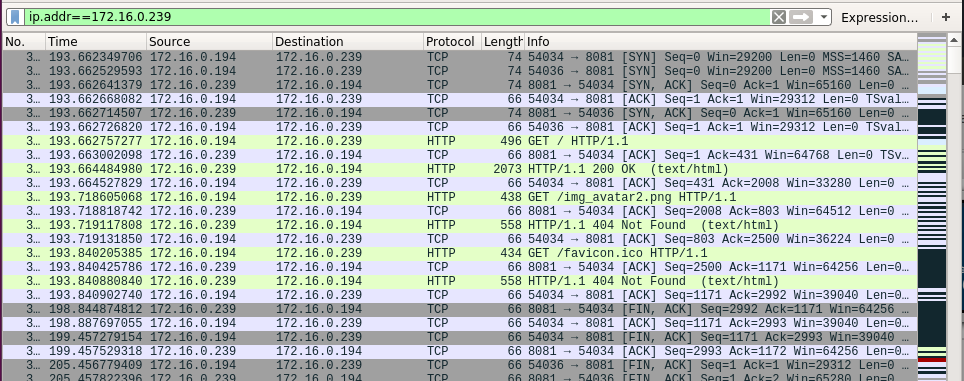 ip.addr==172.16.0.239 Expression… +
No. Time Source Destination Protocol Length Info
3… 193.662349706 172.16.0.194 172.16.0.239 TCP 74 54034 → 8081 [SYN] Seq=0 Win=29200 Len=0 MSS=1460 SA…
3… 193.662529593 172.16.0.194 172.16.0.239 TCP 74 54036 → 8081 [SYN] Seq=0 Win=29200 Len=0 MSS=1460 SA…
3… 193.662641379 172.16.0.239 172.16.0.194 TCP 74 8081 → 54034 [SYN, ACK] Seq=0 Ack=1 Win=65160 Len=0 …
3… 193.662668082 172.16.0.194 172.16.0.239 TCP 66 54034 → 8081 [ACK] Seq=1 Ack=1 Win=29312 Len=0 TSval…
3… 193.662714507 172.16.0.239 172.16.0.194 TCP 74 8081 → 54036 [SYN, ACK] Seq=0 Ack=1 Win=65160 Len=0 …
3… 193.662726820 172.16.0.194 172.16.0.239 TCP 66 54036 → 8081 [ACK] Seq=1 Ack=1 Win=29312 Len=0 TSval…
3… 193.662757277 172.16.0.194 172.16.0.239 HTTP 496 GET / HTTP/1.1
3… 193.663002098 172.16.0.239 172.16.0.194 TCP 66 8081 → 54034 [ACK] Seq=1 Ack=431 Win=64768 Len=0 TSv…
3… 193.664484980 172.16.0.239 172.16.0.194 HTTP 2073 HTTP/1.1 200 OK (text/html)
3… 193.664527829 172.16.0.194 172.16.0.239 TCP 66 54034 → 8081 [ACK] Seq=431 Ack=2008 Win=33280 Len=0 …
3… 193.718605068 172.16.0.194 172.16.0.239 HTTP 438 GET /img_avatar2.png HTTP/1.1
3… 193.718818742 172.16.0.239 172.16.0.194 TCP 66 8081 → 54034 [ACK] Seq=2008 Ack=803 Win=64512 Len=0 …
3… 193.719117808 172.16.0.239 172.16.0.194 HTTP 558 HTTP/1.1 404 Not Found (text/html)
3… 193.719131850 172.16.0.194 172.16.0.239 TCP 66 54034 → 8081 [ACK] Seq=803 Ack=2500 Win=36224 Len=0 …
3… 193.840205385 172.16.0.194 172.16.0.239 HTTP 434 GET /favicon.ico HTTP/1.1
3… 193.840425786 172.16.0.239 172.16.0.194 TCP 66 8081 → 54034 [ACK] Seq=2500 Ack=1171 Win=64256 Len=0…
3… 193.840880840 172.16.0.239 172.16.0.194 HTTP 558 HTTP/1.1 404 Not Found (text/html)
3… 193.840902740 172.16.0.194 172.16.0.239 TCP 66 54034 → 8081 [ACK] Seq=1171 Ack=2992 Win=39040 Len=0…
3… 198.844874812 172.16.0.239 172.16.0.194 TCP 66 8081 → 54034 [FIN, ACK] Seq=2992 Ack=1171 Win=64256 …
3… 198.887697055 172.16.0.194 172.16.0.239 TCP 66 54034 → 8081 [ACK] Seq=1171 Ack=2993 Win=39040 Len=0…
3… 199.457279154 172.16.0.194 172.16.0.239 TCP 66 54034 → 8081 [FIN, ACK] Seq=1171 Ack=2993 Win=39040 …
3… 199.457529318 172.16.0.239 172.16.0.194 TCP 66 8081 → 54034 [ACK] Seq=2993 Ack=1172 Win=64256 Len=0…
3… 205.456779409 172.16.0.194 172.16.0.239 TCP 66 54036 → 8081 [FIN, ACK] Seq=1 Ack=1 Win=29312 Len=0 …
3… 205.457822396 172.16.0.239 172.16.0.194 TCP 66 8081 → 54036 [FIN, ACK] Seq=1 Ack=2 Win=65280 Len=0 …